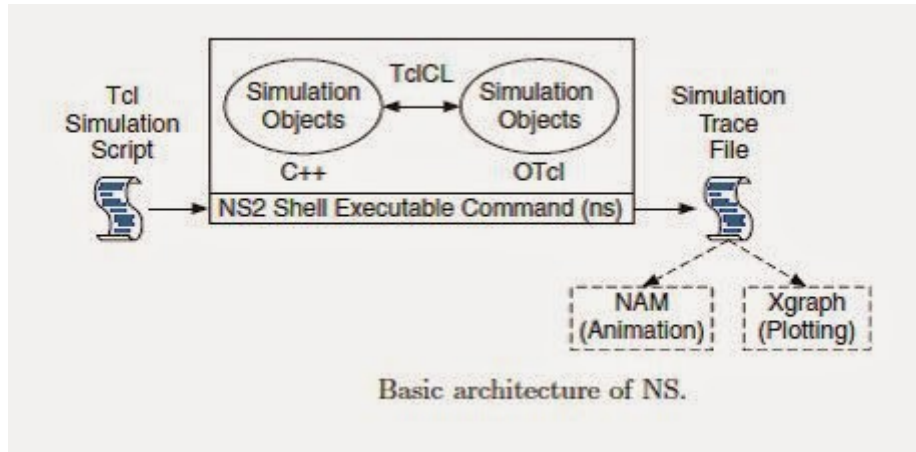 Tcl
Simulation
Script
Simulation
Objects
C++
TclCL
Simulation
Objects
OTcl
NS2 Shell Executable Command (ns)
Simulation
Trace
File
NAM
(Animation)
Xgraph
(Plotting)
Basic architecture of NS.